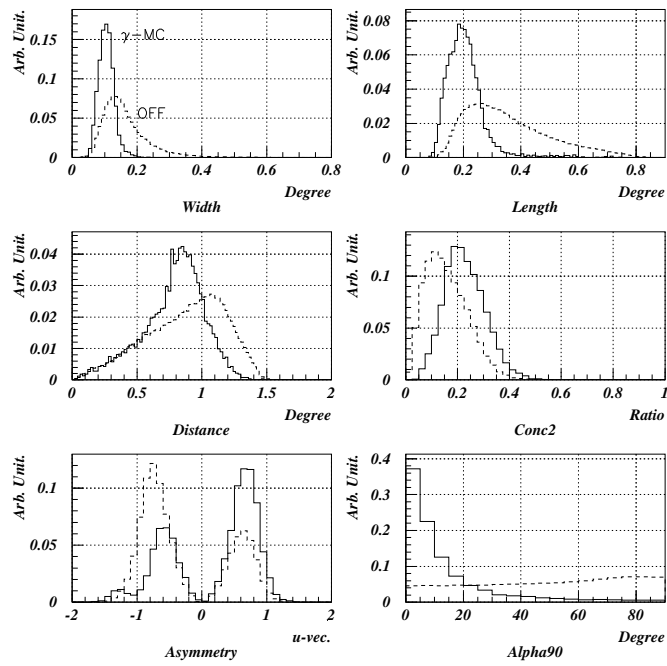 Arb. Unit.
0.15
0.1
0.05
0
γ-MC
OFF
0 0.2 0.4 0.6 0.8
Degree
Width
Arb. Unit.
0.08
0.06
0.04
0.02
0
0 0.2 0.4 0.6 0.8
Degree
Length
Arb. Unit.
0.04
0.03
0.02
0.01
0
0 0.5 1 1.5 2
Degree
Distance
Arb. Unit.
0.1
0.05
0
0 0.2 0.4 0.6 0.8 1
Ratio
Conc2
Arb. Unit.
0.1
0.05
0
-2 -1 0 1 2
u-vec.
Asymmetry
Arb. Unit.
0.4
0.3
0.2
0.1
0
0 20 40 60 80
Degree
Alpha90